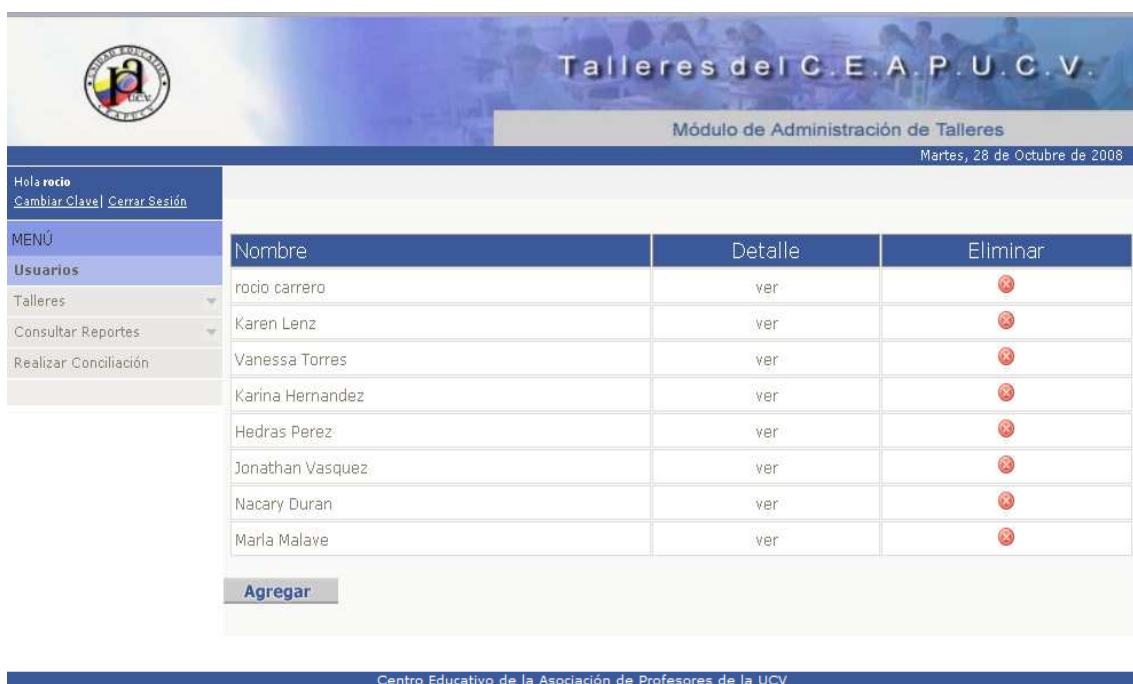 UNIDAD EDUCATIVA
U.C.V.
CEAPUCV
Talleres del C.E.A.P.U.C.V.
Módulo de Administración de Talleres
Martes, 28 de Octubre de 2008
Hola rocio
Cambiar Clave| Cerrar Sesión
MENÚ
Usuarios
Talleres
Consultar Reportes
Realizar Conciliación
Nombre Detalle Eliminar
rocio carrero ver
Karen Lenz ver
Vanessa Torres ver
Karina Hernandez ver
Hedras Perez ver
Jonathan Vasquez ver
Nacary Duran ver
Marla Malave ver
Agregar
Centro Educativo de la Asociación de Profesores de la UCV